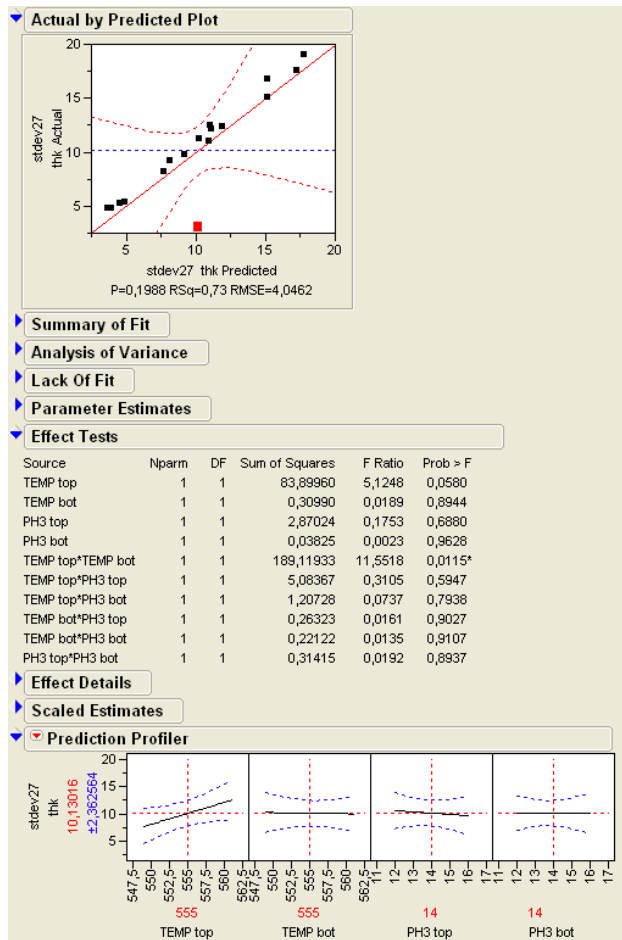 Actual by Predicted Plot
20
15
10
5
stdev27
thk Actual
5 10 15 20
stdev27 thk Predicted
P=0,1988 RSq=0,73 RMSE=4,0462
Summary of Fit
Analysis of Variance
Lack Of Fit
Parameter Estimates
Effect Tests
Source Nparm DF Sum of Squares F Ratio Prob > F
TEMP top 1 1 83,89960 5,1248 0,0580
TEMP bot 1 1 0,30990 0,0189 0,8944
PH3 top 1 1 2,87024 0,1753 0,6880
PH3 bot 1 1 0,03825 0,0023 0,9628
TEMP top*TEMP bot 1 1 189,11933 11,5518 0,0115*
TEMP top*PH3 top 1 1 5,08367 0,3105 0,5947
TEMP top*PH3 bot 1 1 1,20728 0,0737 0,7938
TEMP bot*PH3 top 1 1 0,26323 0,0161 0,9027
TEMP bot*PH3 bot 1 1 0,22122 0,0135 0,9107
PH3 top*PH3 bot 1 1 0,31415 0,0192 0,8937
Effect Details
Scaled Estimates
Prediction Profiler
stdev27
thk
10,13016
±2,362564
20
15
10
5
547,5 550 552,5 555 557,5 560 562,5 547,5 550 552,5 555 557,5 560 562,5 11 12 13 14 15 16 17 11 12 13 14 15 16 17
555 555 14 14
TEMP top TEMP bot PH3 top PH3 bot